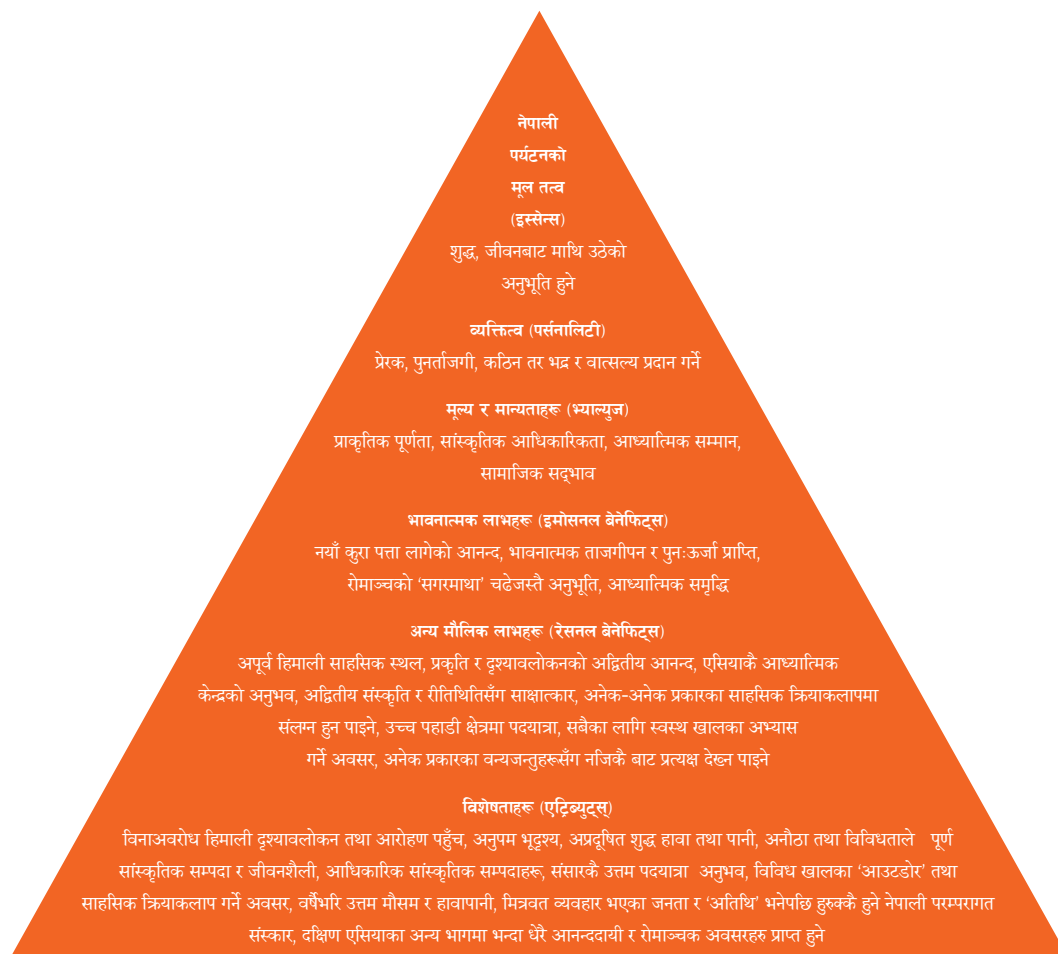 नेपाली
पर्यटनको
मूल तत्व
(इस्सेन्स)
शुद्ध, जीवनबाट माथि उठेको
अनुभूति हुने
व्यक्तित्व (पर्सनालिटी)
प्रेरक, पुनर्ताजगी, कठिन तर भद्र र वात्सल्य प्रदान गर्ने
मूल्य र मान्यताहरू (भ्याल्युज)
प्राकृतिक पूर्णता, सांस्कृतिक आधिकारिकता, आध्यात्मिक सम्मान,
सामाजिक सद्‌भाव
भावनात्मक लाभहरू (इमोसनल बेनेफिट्स)
नयाँ कुरा पत्ता लागेको आनन्द, भावनात्मक ताजगीपन र पुनःऊर्जा प्राप्ति,
रोमाञ्चको ‘सगरमाथा’ चढेजस्तै अनुभूति, आध्यात्मिक समृद्धि
अन्य मौलिक लाभहरू (रेसनल बेनेफिट्स)
अपूर्व हिमाली साहसिक स्थल, प्रकृति र दृश्यावलोकनको अद्वितीय आनन्द, एसियाकै आध्यात्मिक
केन्द्रको अनुभव, अद्वितीय संस्कृति र रीतिथितिसँग साक्षात्कार, अनेक-अनेक प्रकारका साहसिक क्रियाकलापमा
संलग्न हुन पाइने, उच्च पहाडी क्षेत्रमा पदयात्रा, सबैका लागि स्वस्थ खालका अभ्यास
गर्ने अवसर, अनेक प्रकारका वन्यजन्तुहरूसँग नजिकै बाट प्रत्यक्ष देख्न पाइने
विशेषताहरू (एट्रिब्युट्स्)
विनाअवरोध हिमाली दृश्यावलोकन तथा आरोहण पहुँच, अनुपम भूदृश्य, अप्रदूषित शुद्ध हावा तथा पानी, अनौठा तथा विविधताले पूर्ण
सांस्कृतिक सम्पदा र जीवनशैली, आधिकारिक सांस्कृतिक सम्पदाहरू, संसारकै उत्तम पदयात्रा अनुभव, विविध खालका ‘आउटडोर’ तथा
साहसिक क्रियाकलाप गर्ने अवसर, वर्षैभरि उत्तम मौसम र हावापानी, मित्रवत व्यवहार भएका जनता र ‘अतिथि’ भनेपछि हुरुक्कै हुने नेपाली परम्परागत
संस्कार, दक्षिण एसियाका अन्य भागमा भन्दा धेरै आनन्ददायी र रोमाञ्चक अवसरहरु प्राप्त हुने